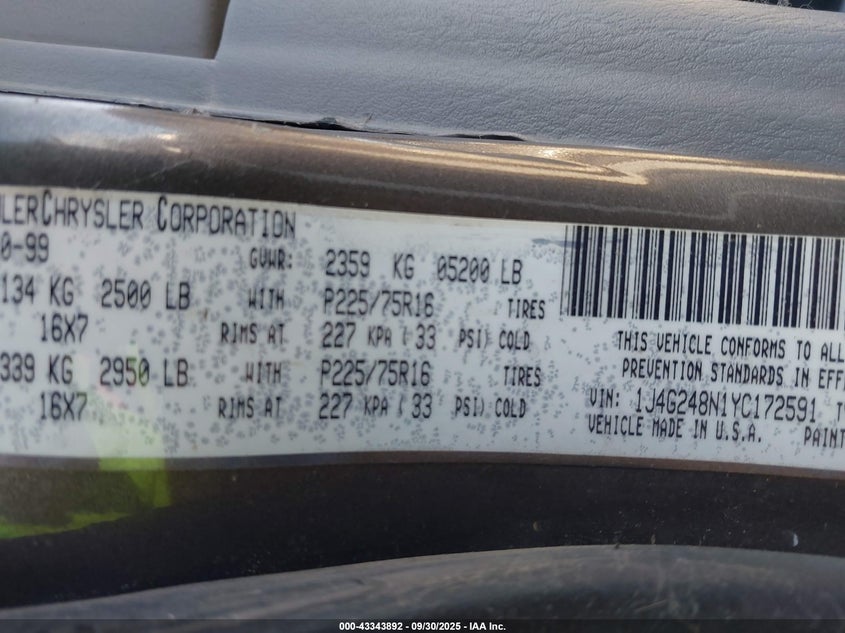 LERCHRYSLER CORPORATION
0-99 GVWR: 2359 KG 05200 LB
134 KG 2500 LB WITH P225/75R16 TIRES
16X7 RIMS AT 227 KPA ( 33 PSI) COLD
339 KG 2950 LB WITH P225/75R16 TIRES
16X7 RIMS AT 227 KPA ( 33 PSI) COLD
THIS VEHICLE CONFORMS TO ALL
PREVENTION STANDARDS IN EFF
VIN: 1J4G248N1YC172591 T
VEHICLE MADE IN U.S.A. PAINT
000-43343892 - 09/30/2025 - IAA Inc.